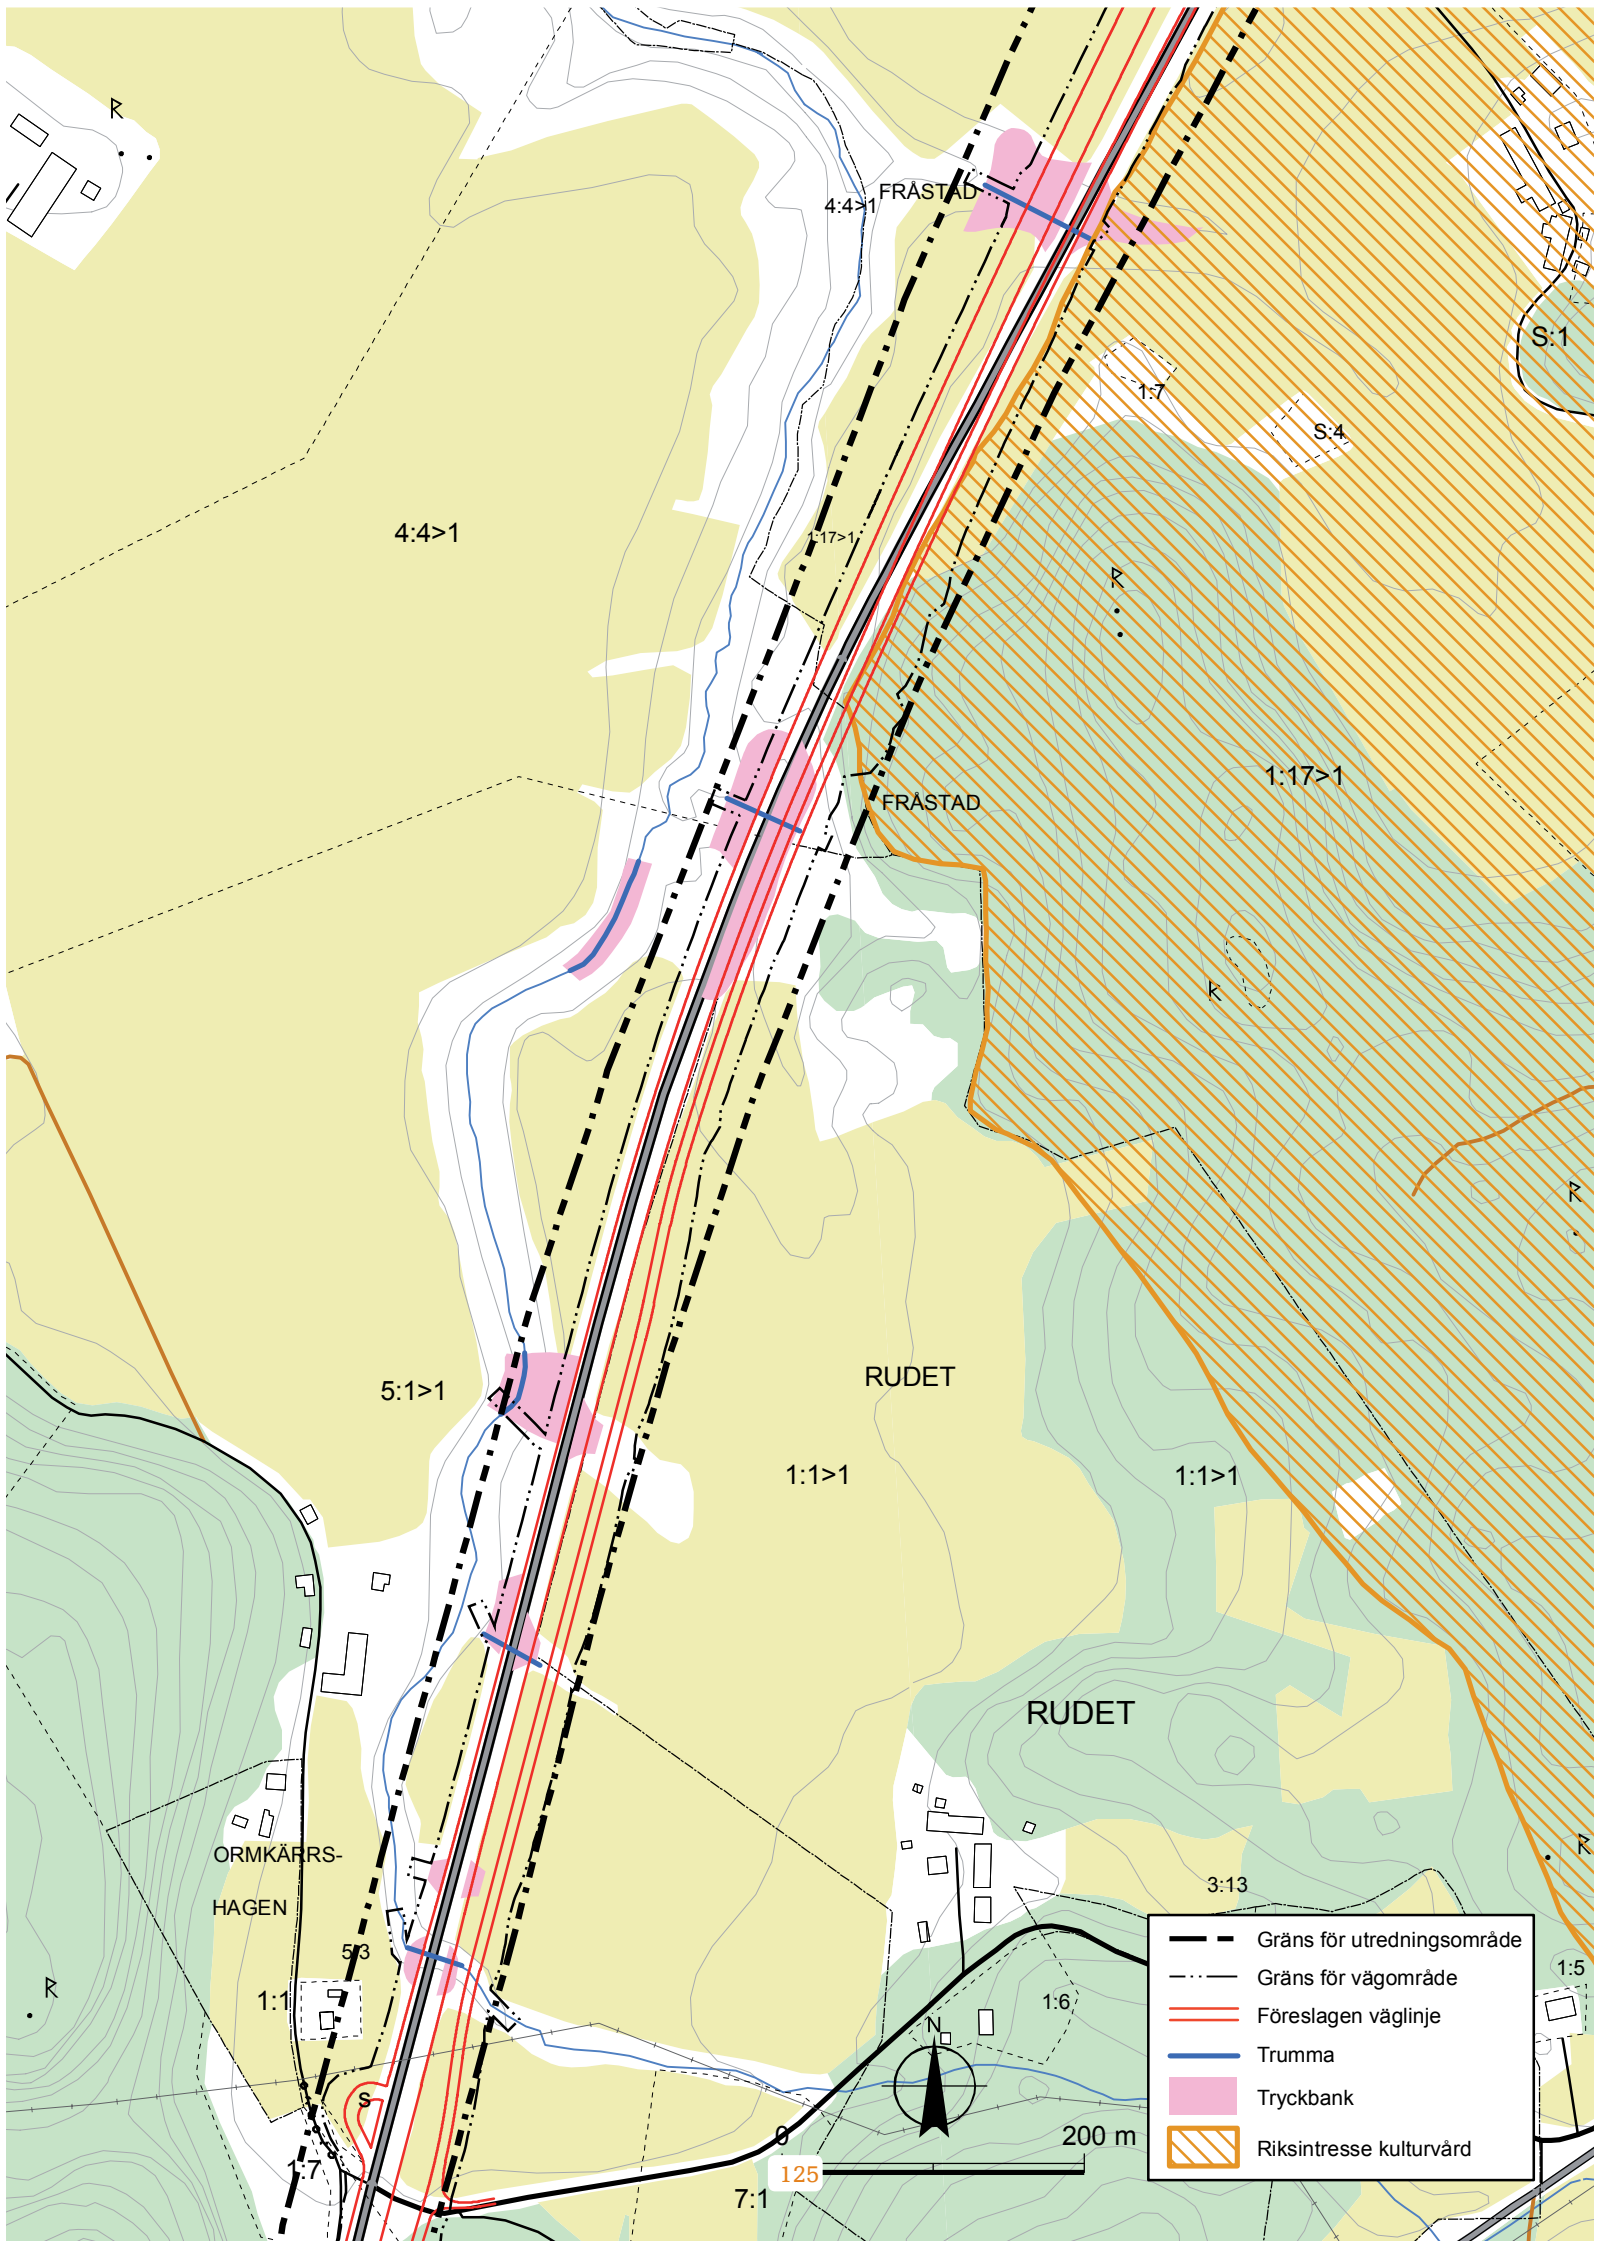 FRÅSTAD
4:4>1
S:1
1:7
S:4
4:4>1
1:17>1
1:17>1
FRÅSTAD
RUDET
5:1>1
1:1>1
1:1>1
RUDET
ORMKÄRRS-
HAGEN
3:13
5:3
1:1
1:6
1:5
N
S
0
200 m
125
1:7
7:1
Gräns för utredningsområde
Gräns för vägområde
Föreslagen väglinje
Trumma
Tryckbank
Riksintresse kulturvård